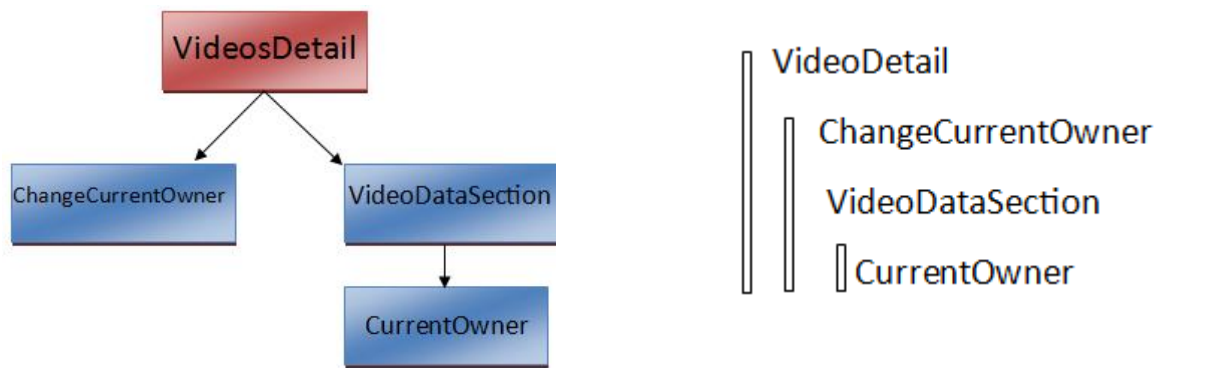 VideosDetail
ChangeCurrentOwner
VideoDataSection
CurrentOwner
VideoDetail
ChangeCurrentOwner
VideoDataSection
CurrentOwner